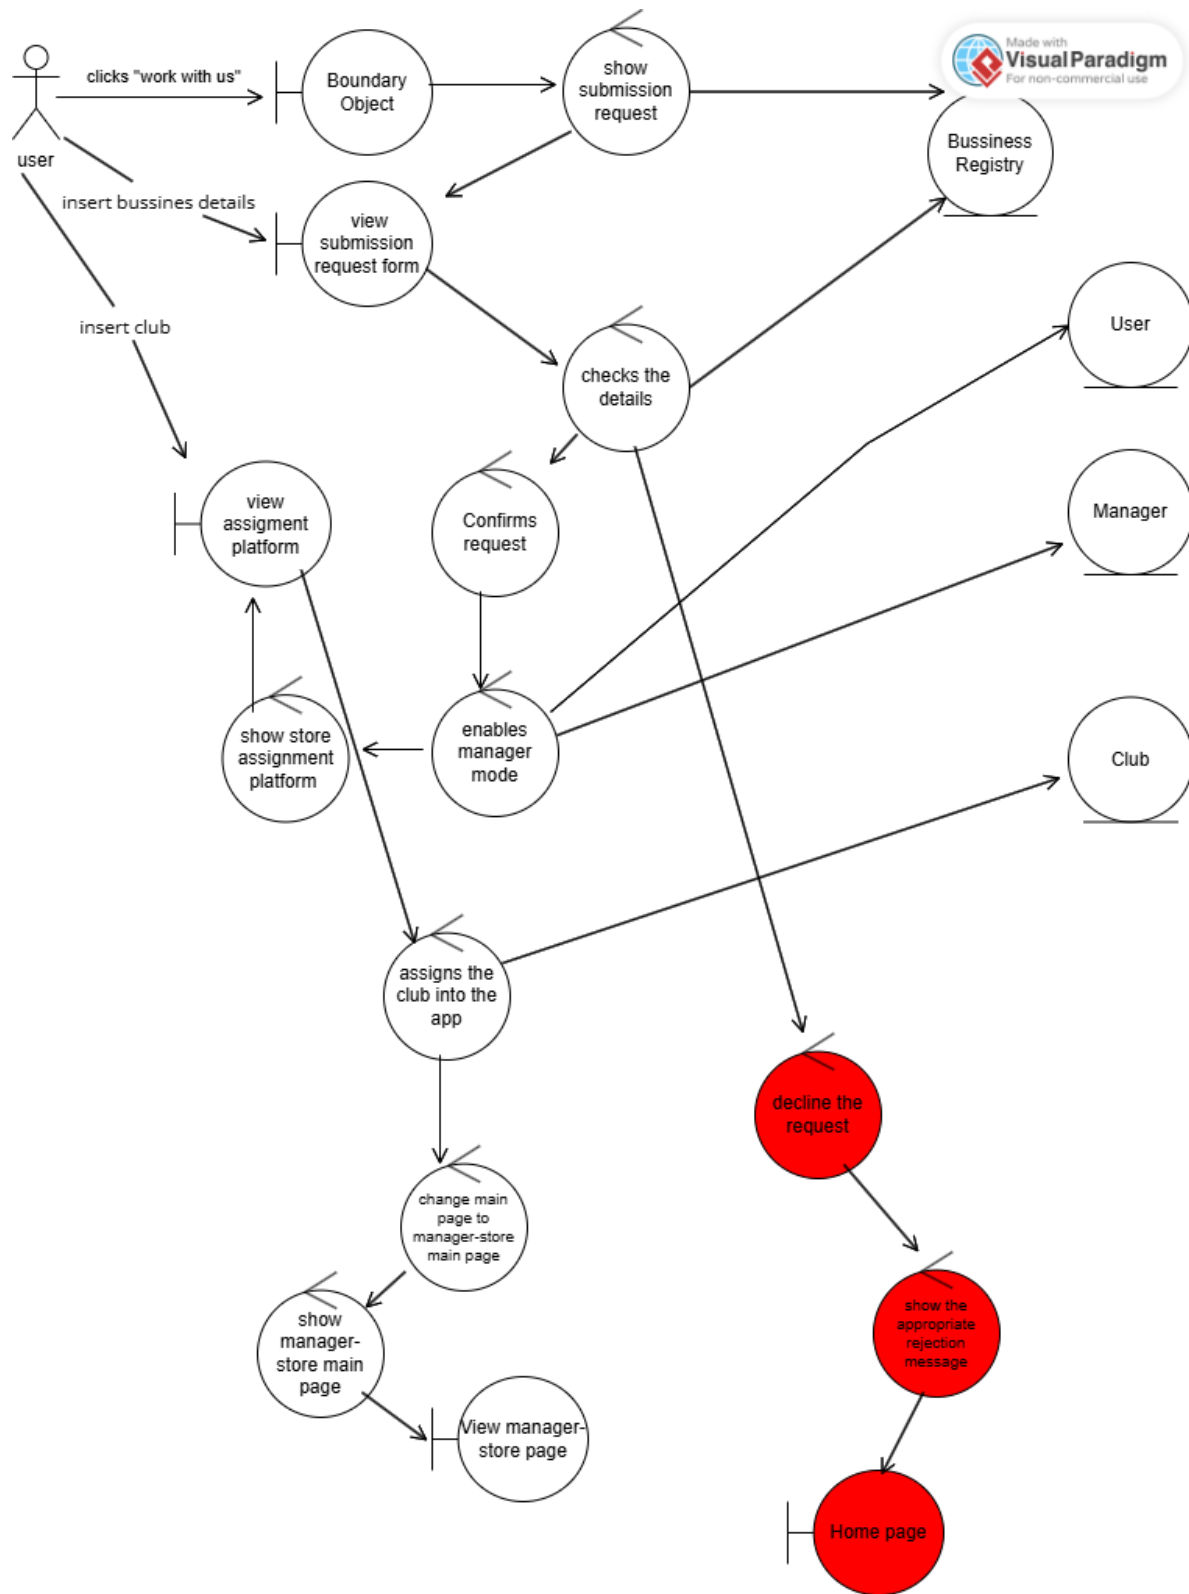 Made with
Visual Paradigm
For non-commercial use
clicks "work with us"
Boundary
Object
show
submission
request
Bussiness
Registry
user
insert bussines details
view
submission
request form
insert club
User
checks the
details
view
assigment
platform
Confirms
request
Manager
show store
assignment
platform
enables
manager
mode
Club
assigns the
club into the
app
decline the
request
change main
page to
manager-store
main page
show
manager-
store main
page
show the
appropriate
rejection
message
View manager-
store page
Home page